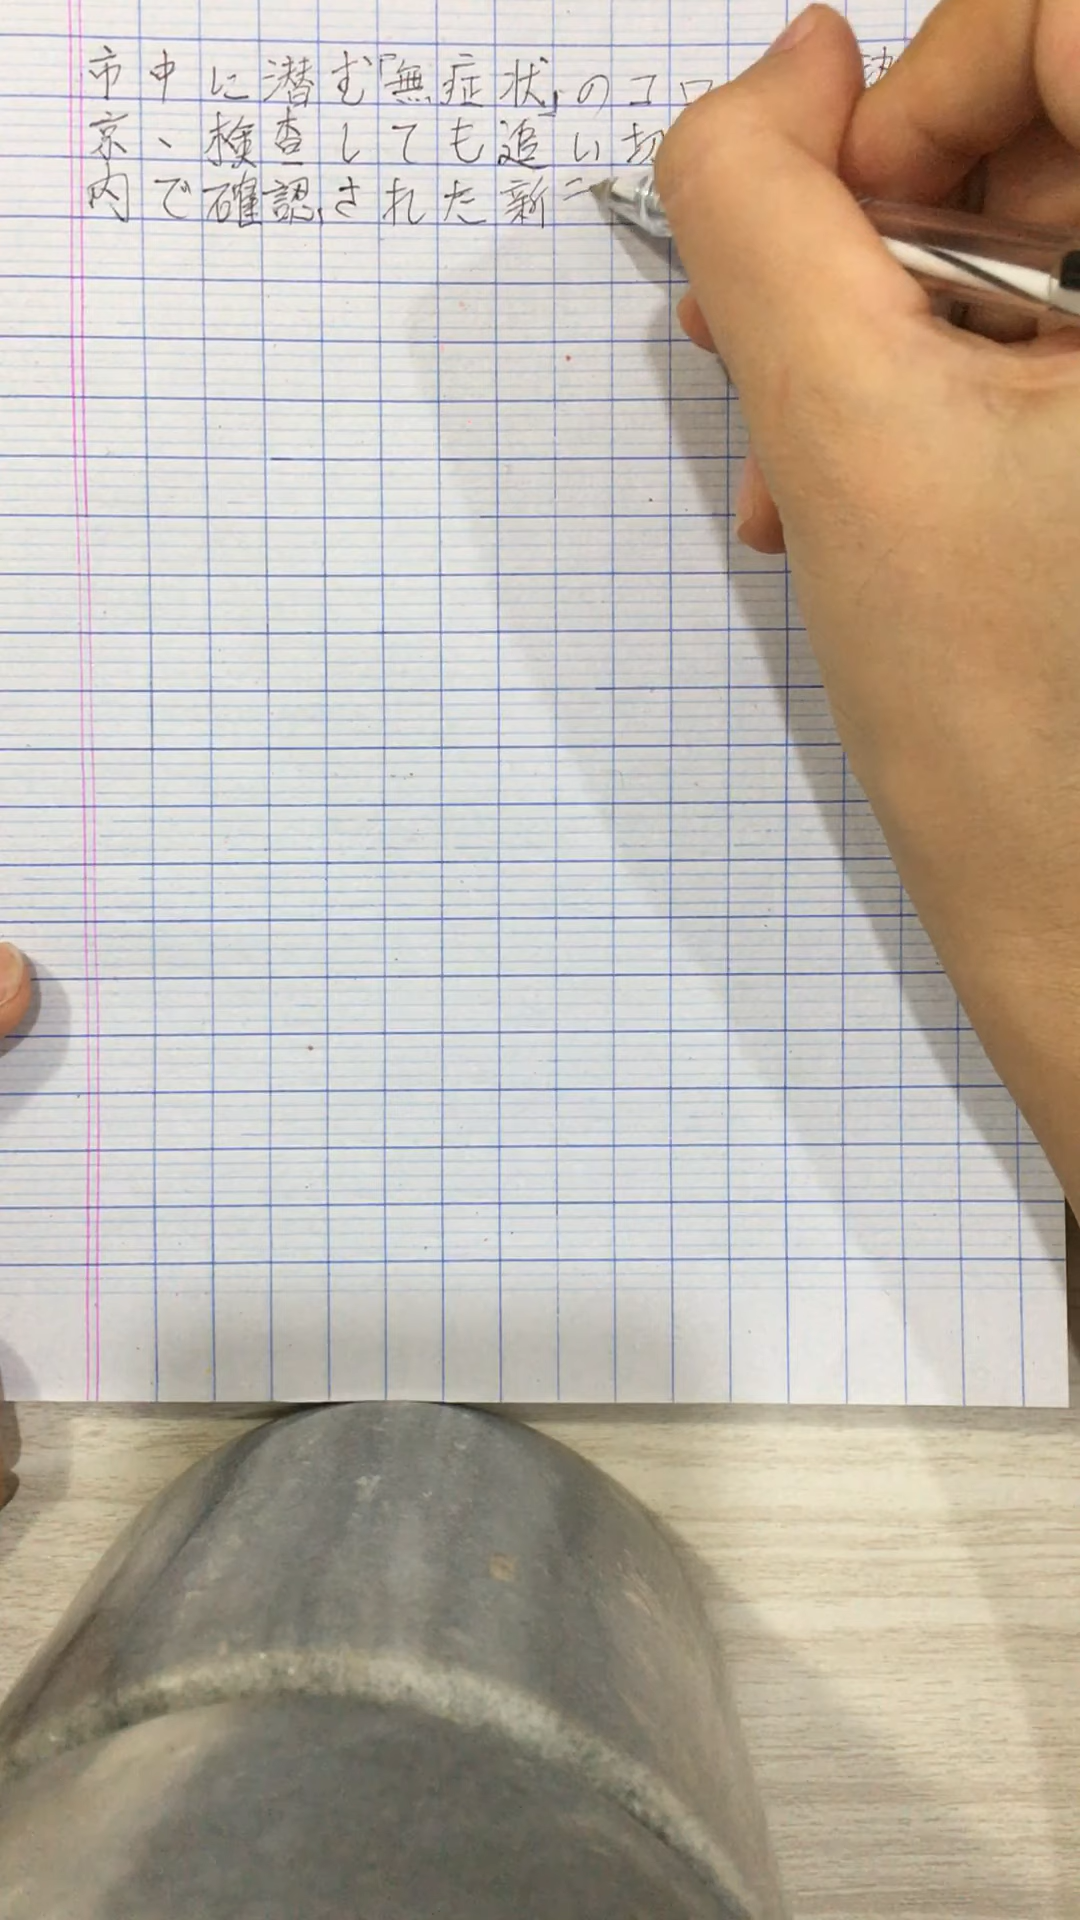 市中に潜む「無症状」のコロ
京、検査しても追い切
内で確認された新